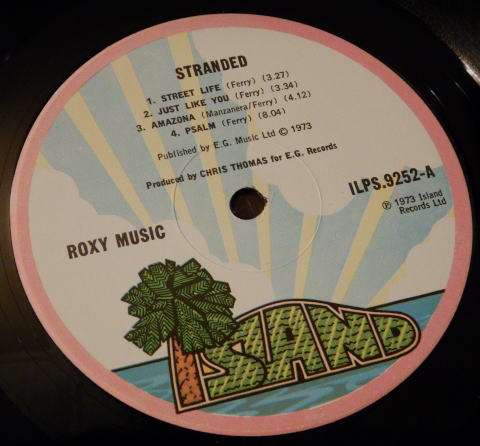 STRANDED
1. STREET LIFE (Ferry) (3.27)
2. JUST LIKE YOU (Ferry) (3.34)
3. AMAZONA (Manzanera/Ferry) (4.12)
4. PSALM (Ferry) (8.04)
Published by E.G. Music Ltd © 1973
Produced by CHRIS THOMAS for E.G. Records
ILPS.9252-A
℗ 1973 Island
Records Ltd
ROXY MUSIC
ISLAND